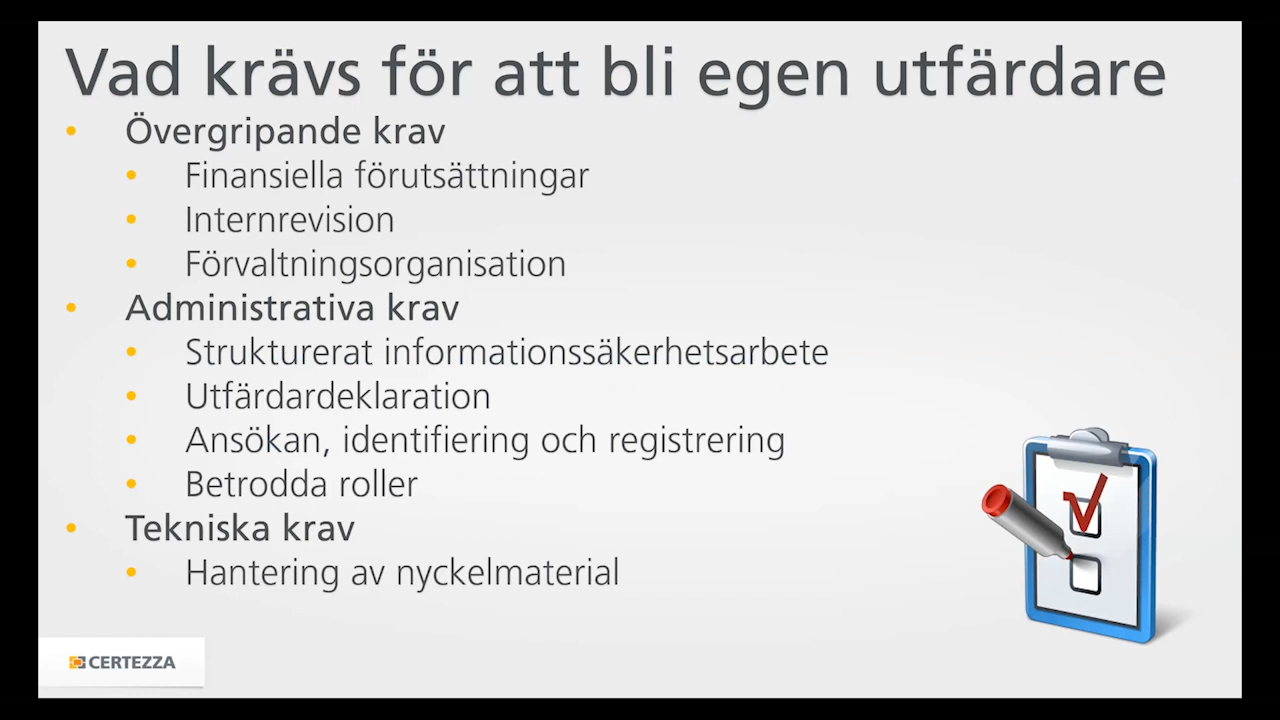 Vad krävs för att bli egen utfärdare
• Övergripande krav
• Finansiella förutsättningar
• Internrevision
• Förvaltningsorganisation
• Administrativa krav
• Strukturerat informationssäkerhetsarbete
• Utfärdardeklaration
• Ansökan, identifiering och registrering
• Betrodda roller
• Tekniska krav
• Hantering av nyckelmaterial
CERTEZZA